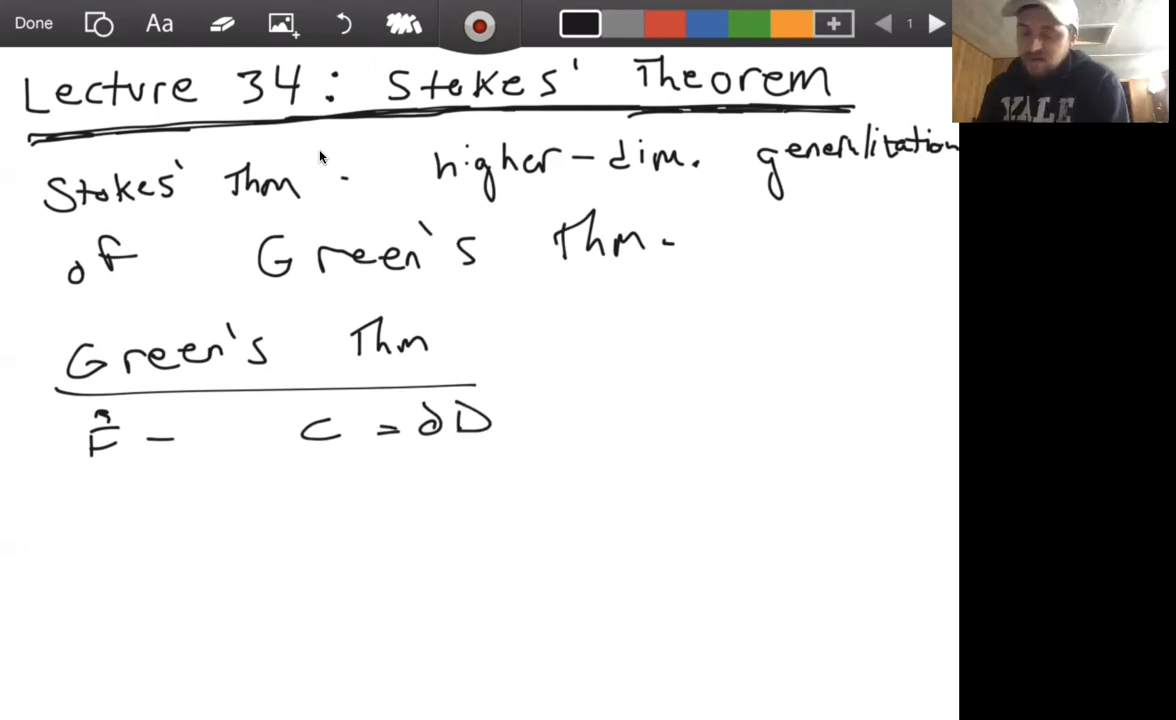 Done Aa 1
Lecture 34: Stokes' Theorem
Stokes' Thm: higher-dim. generalization
of Green's Thm.
Green's Thm
F⃗ - C = ∂D
YALE